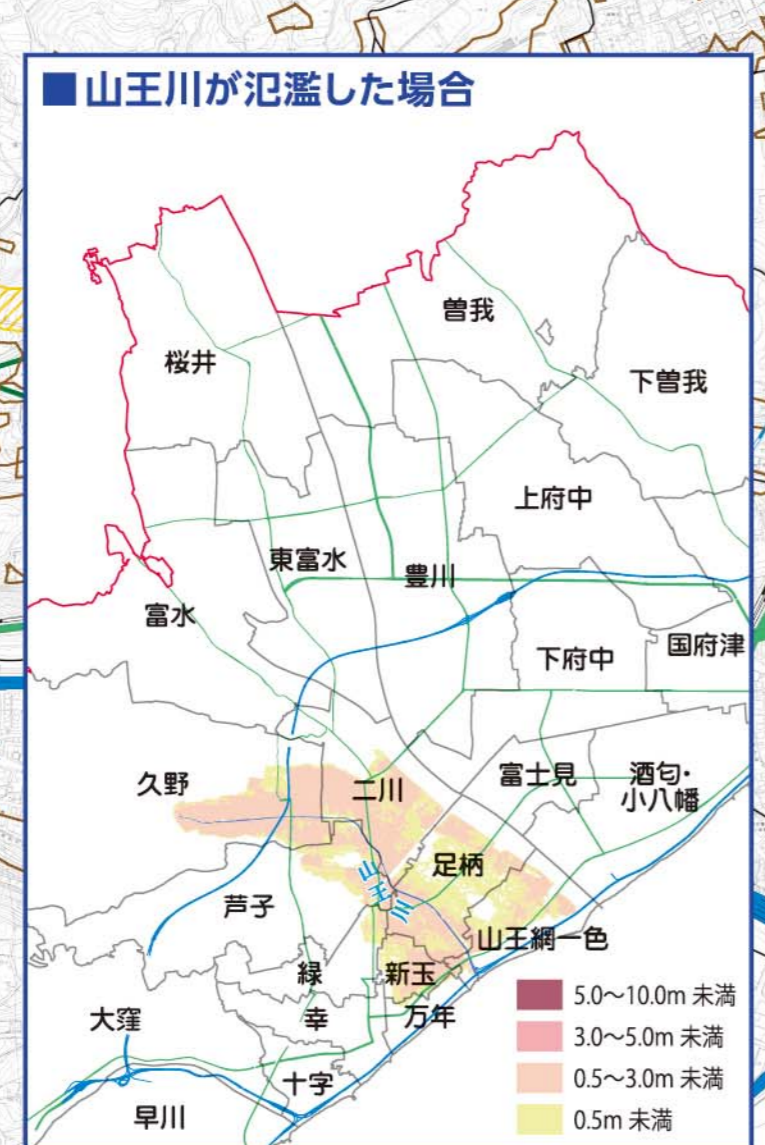 ■山王川が氾濫した場合
曽我
桜井
下曽我
上府中
東富水
豊川
富水
下府中
国府津
久野
二川
富士見
酒匂・
小八幡
足柄
山王川
芦子
山王網一色
緑
新玉
大窪
幸
万年
十字
早川
5.0〜10.0m 未満
3.0〜5.0m 未満
0.5〜3.0m 未満
0.5m 未満